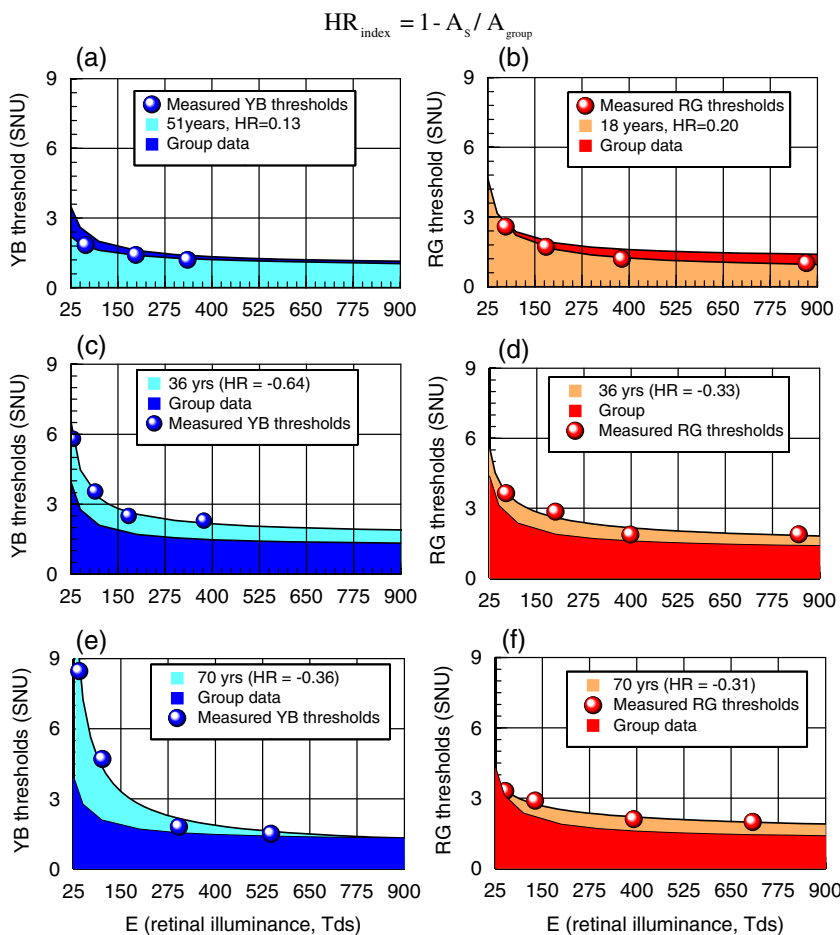 HR index = 1 - A S / A group
(a)
YB threshold (SNU)
9
6
3
0
Measured YB thresholds
51years, HR=0.13
Group data
25 150 275 400 525 650 775 900
(b)
RG threshold (SNU)
9
6
3
0
Measured RG thresholds
18 years, HR=0.20
Group data
25 150 275 400 525 650 775 900
(c)
YB thresholds (SNU)
9
6
3
0
36 yrs (HR = -0.64)
Group data
Measured YB thresholds
25 150 275 400 525 650 775 900
(d)
RG thresholds (SNU)
9
6
3
0
36 yrs (HR = -0.33)
Group
Measured RG thresholds
25 150 275 400 525 650 775 900
(e)
YB thresholds (SNU)
9
6
3
0
70 yrs (HR = -0.36)
Group data
Measured YB thresholds
25 150 275 400 525 650 775 900
E (retinal illuminance, Tds)
(f)
RG thresholds (SNU)
9
6
3
0
70 yrs (HR = -0.31)
Measured RG thresholds
Group data
25 150 275 400 525 650 775 900
E (retinal illuminance, Tds)